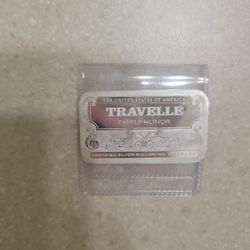 THE UNITED STATES OF AMERICA
TRAVELLE
FAMILY HONOR
CERTIFIED SILVER BULLION NO.